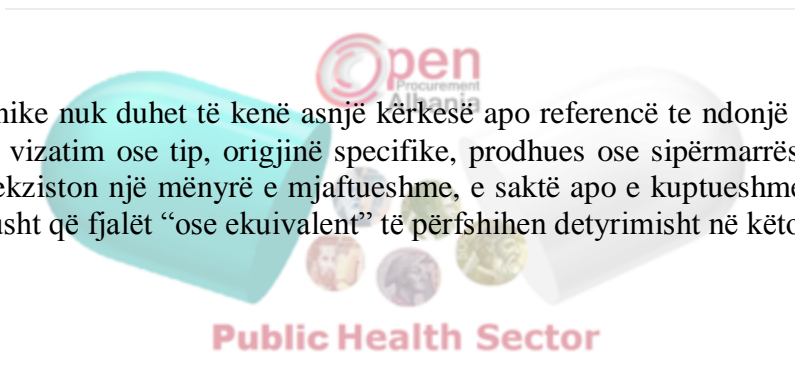 Open
Procurement
Albania
nike nuk duhet të kenë asnjë kërkesë apo referencë te ndonjë
vizatim ose tip, origjinë specifike, prodhues ose sipërmarrës
ekziston një mënyrë e mjaftueshme, e saktë apo e kuptueshme
usht që fjalët “ose ekuivalent” të përfshihen detyrimisht në këto
Public Health Sector